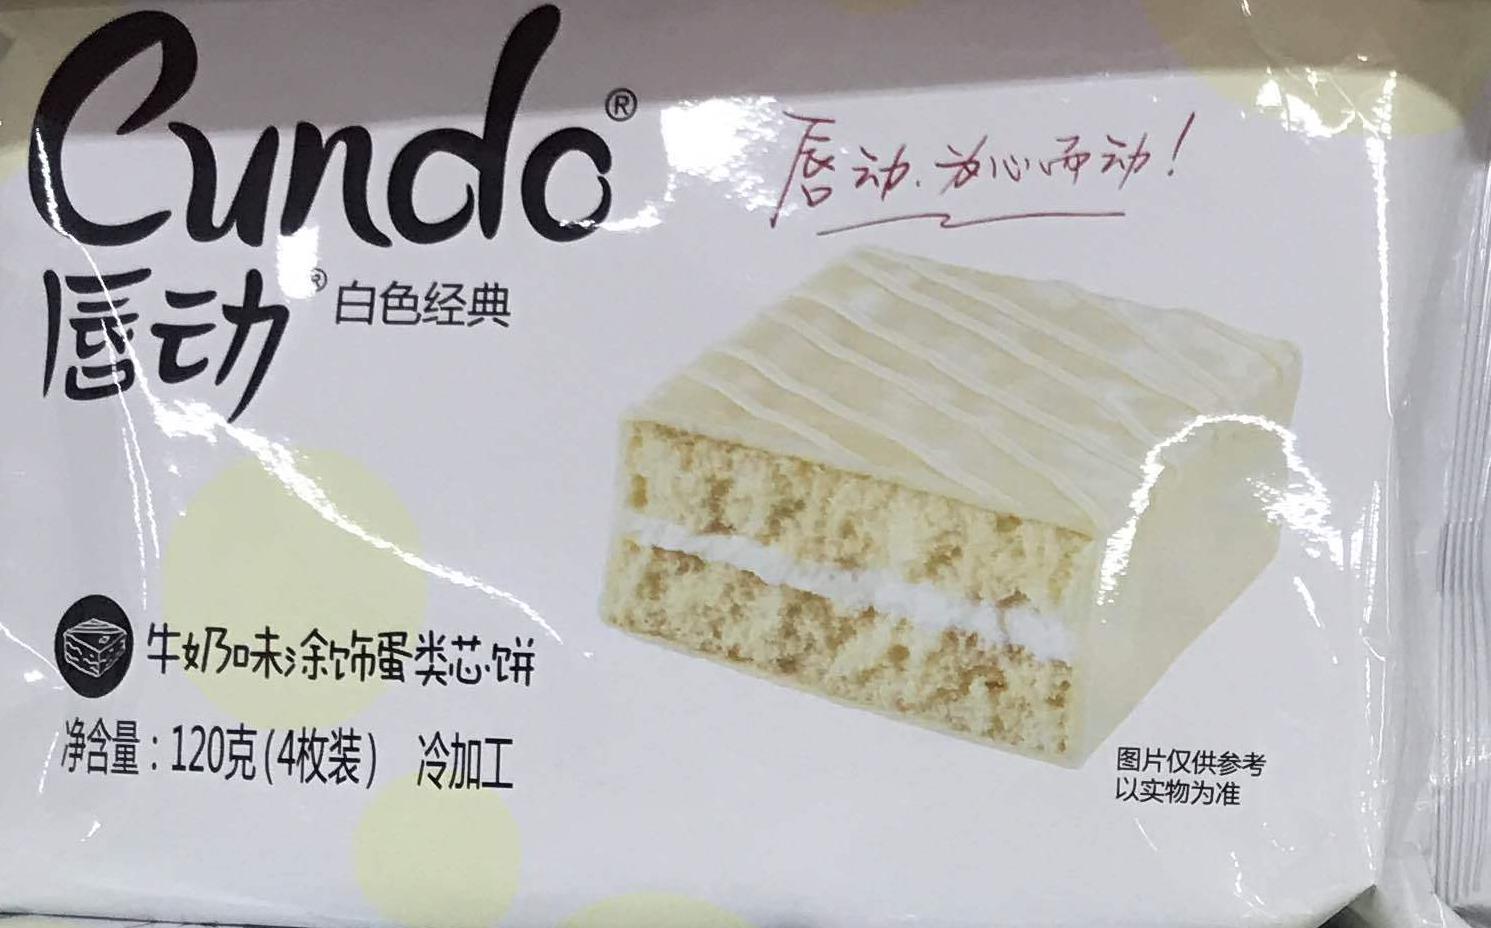 Cundo®
唇动® 白色经典
唇动.为心而动!
牛奶味涂饰蛋类芯饼
净含量:120克(4枚装) 冷加工
图片仅供参考
以实物为准